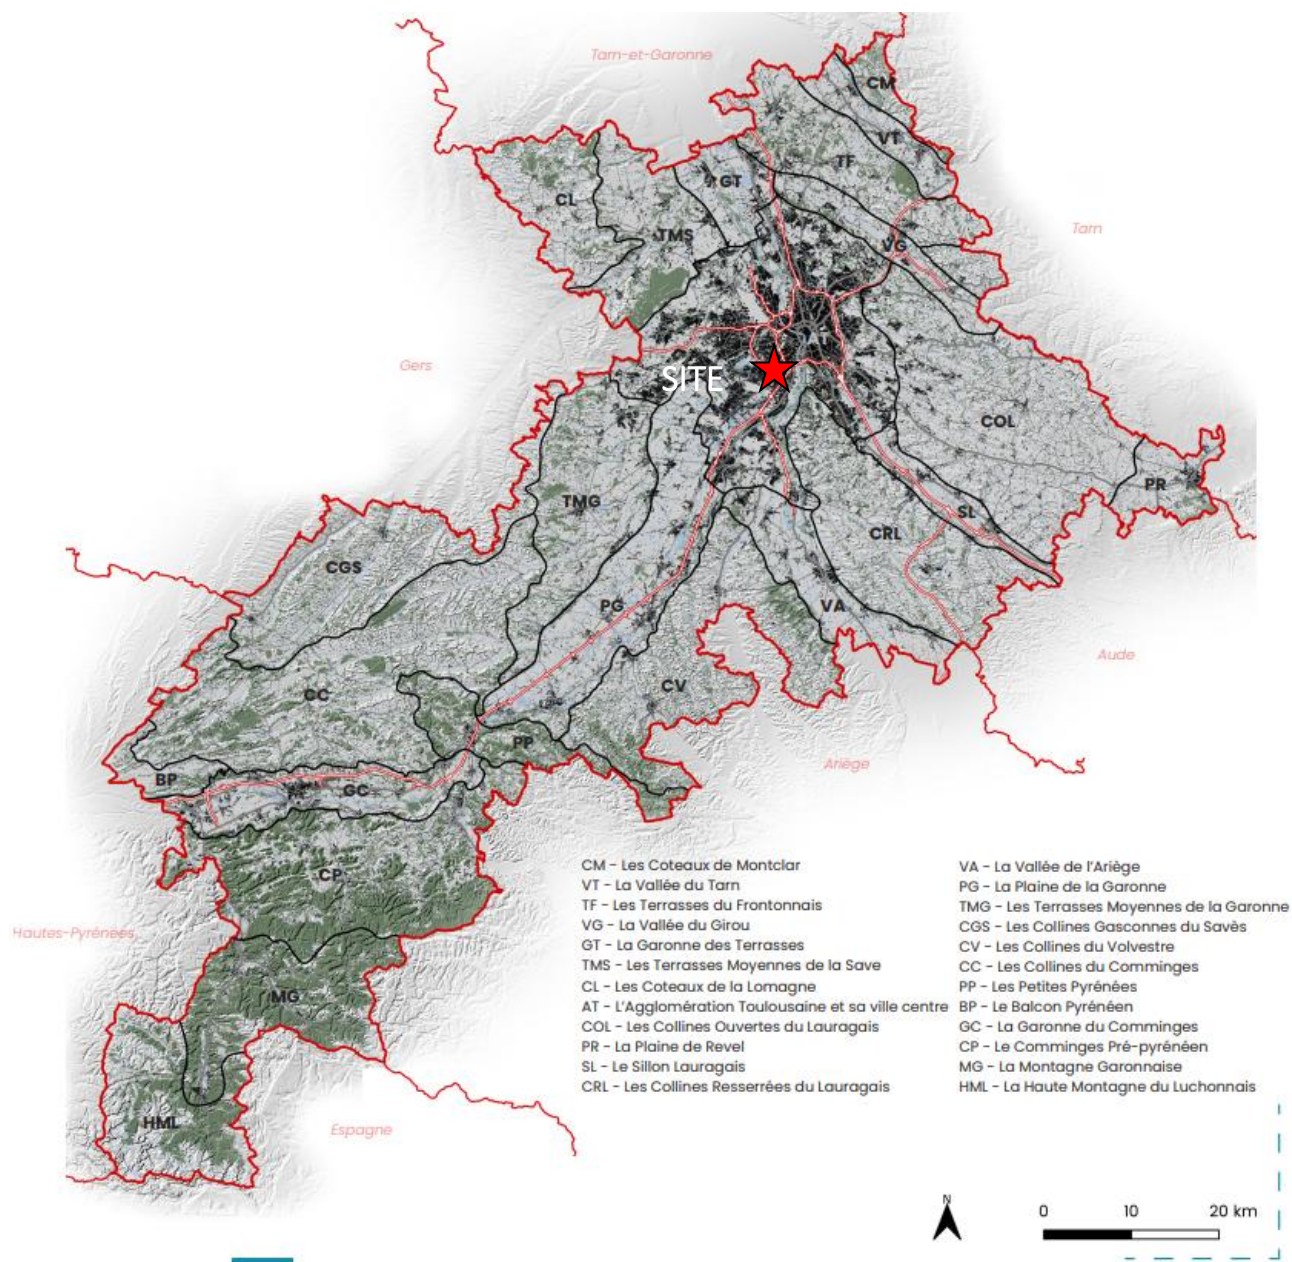 Tarn-et-Garonne
CM
VT
TF
GT
CL
TMS
Tarn
VG
AT
Gers
SITE
COL
PR
TMG
SL
CRL
CGS
PG
VA
Aude
CV
CC
PP
Ariège
BP
GC
CP
Hautes-Pyrénées
MG
HML
Espagne
CM - Les Coteaux de Montclar
VT - La Vallée du Tarn
TF - Les Terrasses du Frontonnais
VG - La Vallée du Girou
GT - La Garonne des Terrasses
TMS - Les Terrasses Moyennes de la Save
CL - Les Coteaux de la Lomagne
AT - L'Agglomération Toulousaine et sa ville centre
COL - Les Collines Ouvertes du Lauragais
PR - La Plaine de Revel
SL - Le Sillon Lauragais
CRL - Les Collines Resserrées du Lauragais
VA - La Vallée de l'Ariège
PG - La Plaine de la Garonne
TMG - Les Terrasses Moyennes de la Garonne
CGS - Les Collines Gasconnes du Savès
CV - Les Collines du Volvestre
CC - Les Collines du Comminges
PP - Les Petites Pyrénées
BP - Le Balcon Pyrénéen
GC - La Garonne du Comminges
CP - Le Comminges Pré-pyrénéen
MG - La Montagne Garonnaise
HML - La Haute Montagne du Luchonnais
N
0 10 20 km